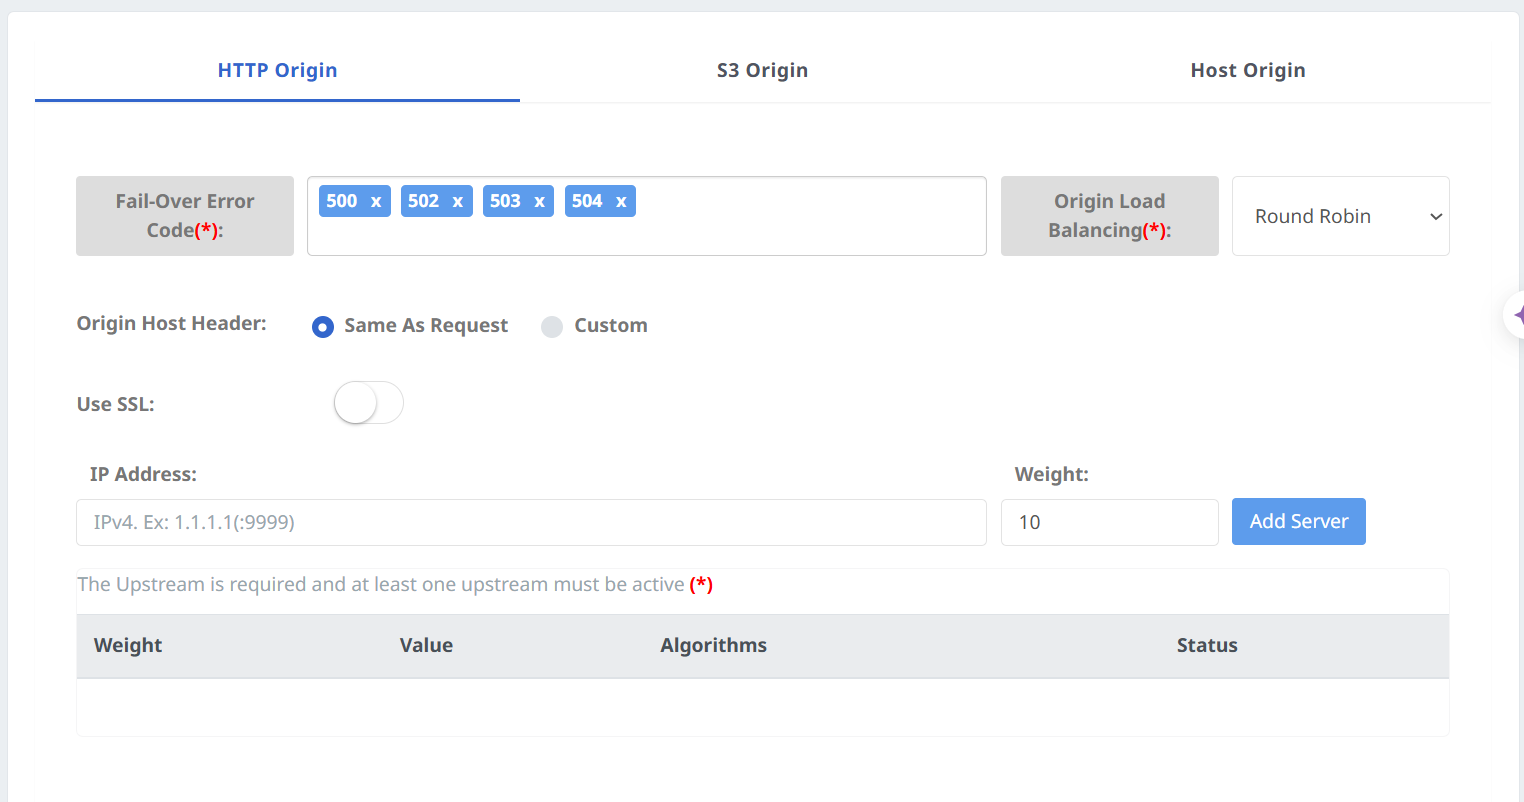 HTTP Origin
S3 Origin
Host Origin
Fail-Over Error
Code(*):
500 x
502 x
503 x
504 x
Origin Load
Balancing(*):
Round Robin
Origin Host Header:
Same As Request
Custom
Use SSL:
IP Address:
Weight:
IPv4. Ex: 1.1.1.1(:9999)
10
Add Server
The Upstream is required and at least one upstream must be active (*)
Weight
Value
Algorithms
Status